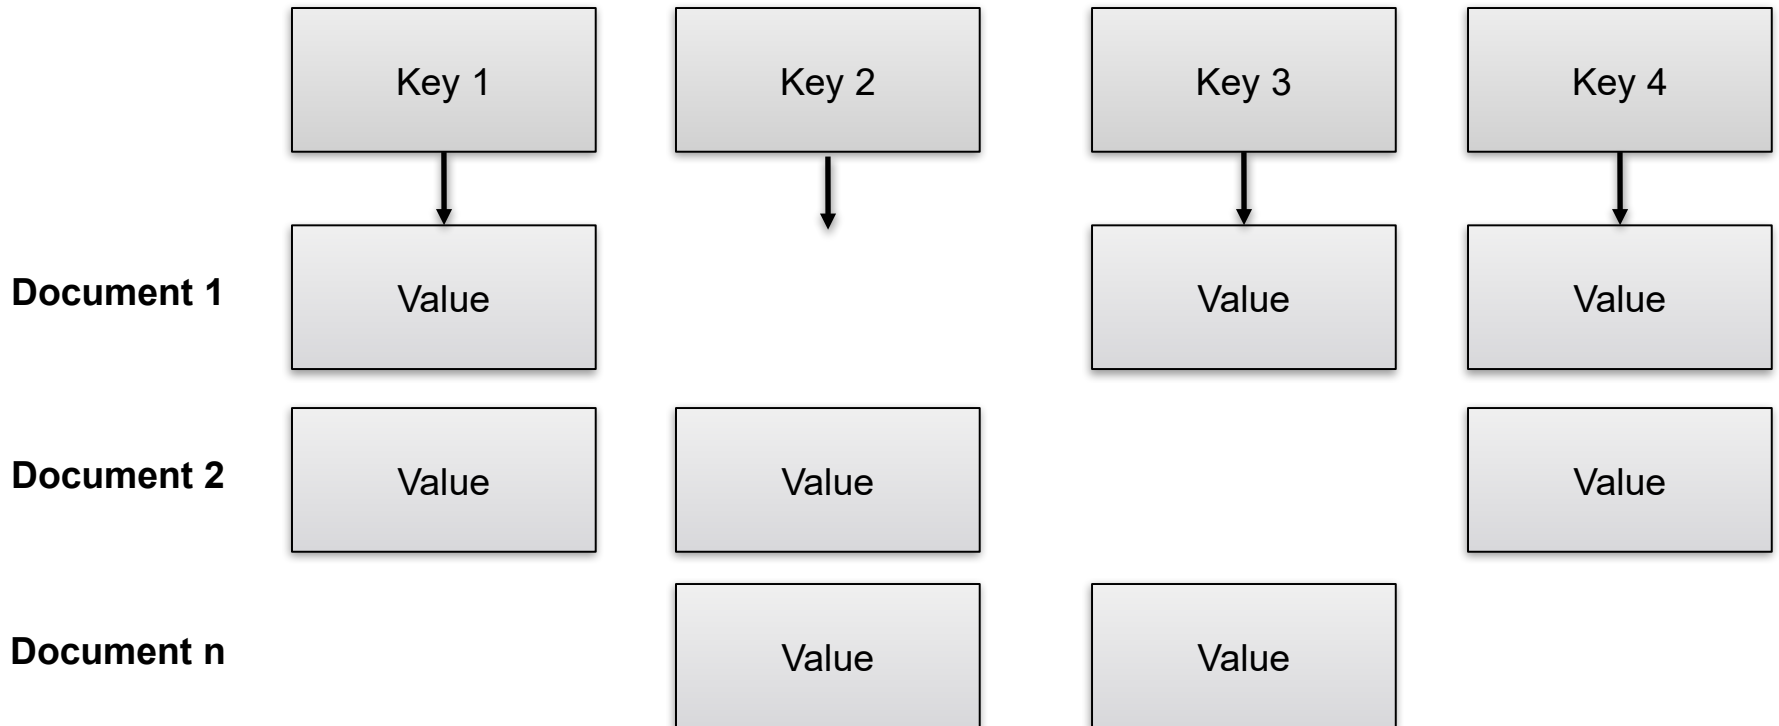 Key 1 Key 2 Key 3 Key 4
Document 1 Value Value Value
Document 2 Value Value Value
Document n Value Value